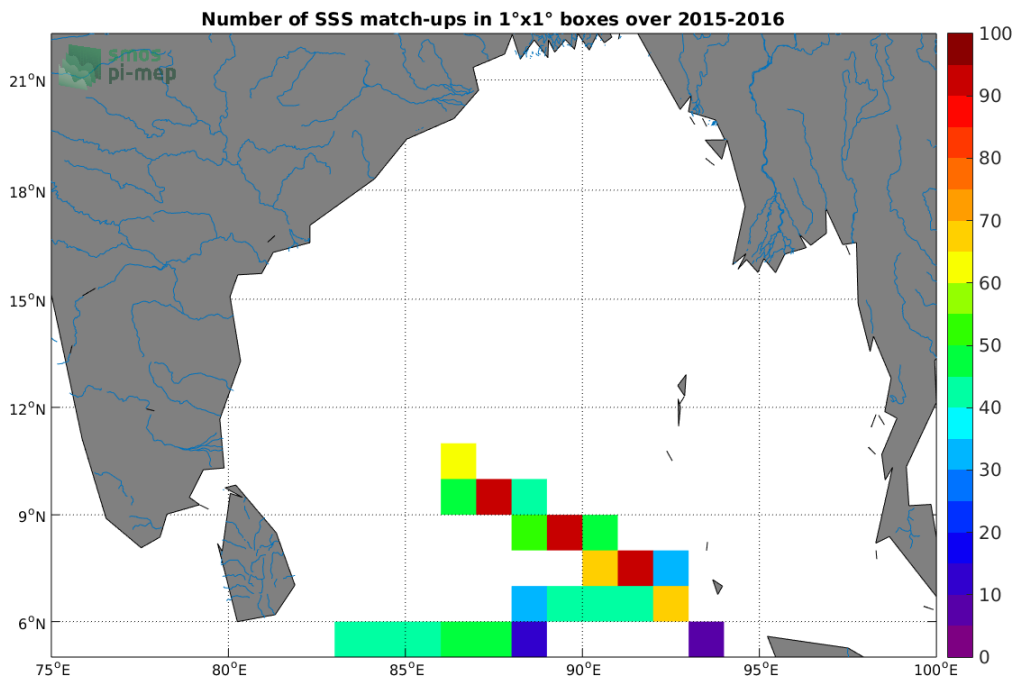 Number of SSS match-ups in 1°x1° boxes over 2015-2016
smos
pi-mep
21°N
18°N
15°N
12°N
9°N
6°N
75°E
80°E
85°E
90°E
95°E
100°E
100
90
80
70
60
50
40
30
20
10
0